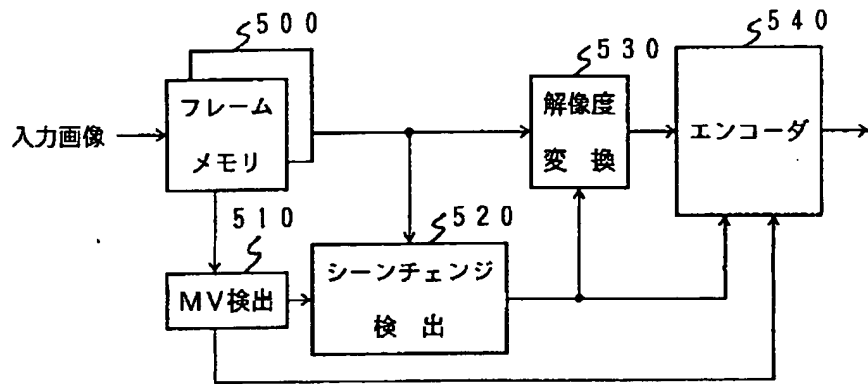 500
フレーム
メモリ
入力画像
510
MV検出
520
シーンチェンジ
検 出
530
解像度
変 換
540
エンコーダ